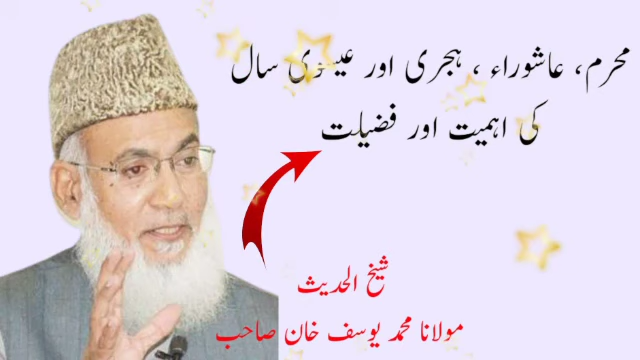 محرم، عاشوراء ، ہجری اور عیسوی سال
کی اہمیت اور فضیلت
شیخ الحدیث
مولانا محمد یوسف خان صاحب